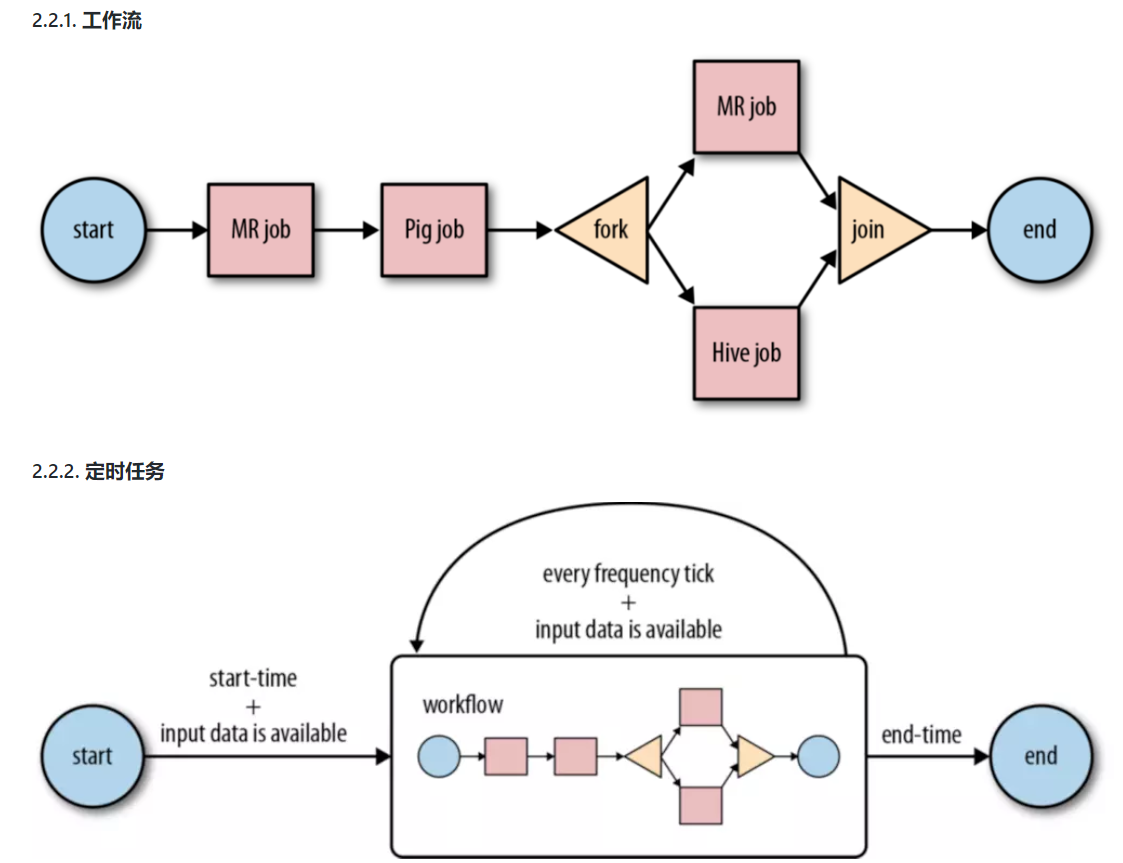 2.2.1. 工作流
MR job
start
MR job
Pig job
fork
join
end
Hive job
2.2.2. 定时任务
every frequency tick
+
input data is available
start-time
+
input data is available
workflow
start
end-time
end